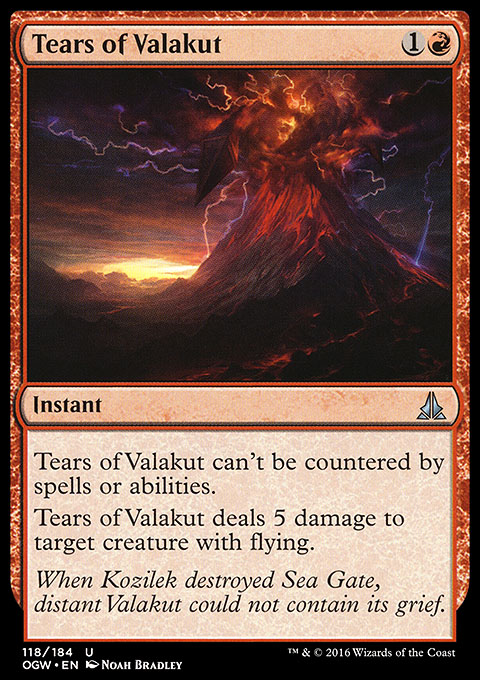 Tears of Valakut 1
Instant
Tears of Valakut can't be countered by
spells or abilities.
Tears of Valakut deals 5 damage to
target creature with flying.
When Kozilek destroyed Sea Gate,
distant Valakut could not contain its grief.
118/184 U
OGW • EN Noah Bradley
™ & © 2016 Wizards of the Coast